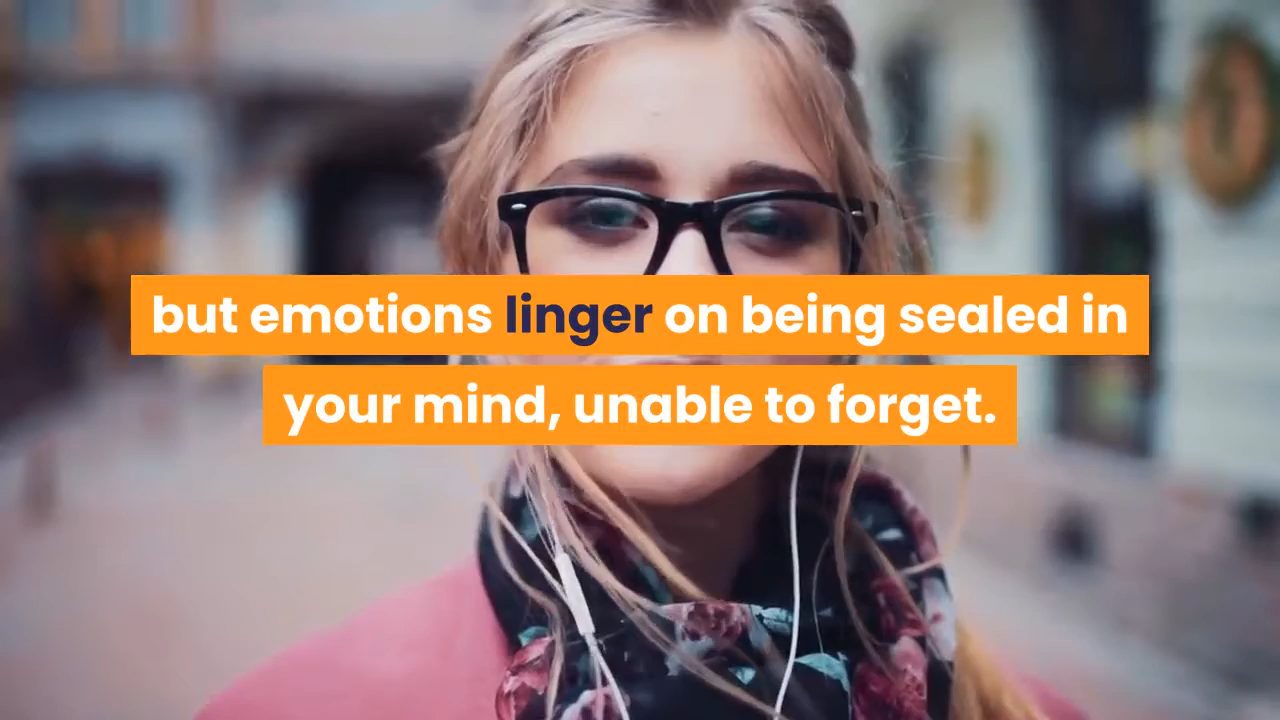 but emotions linger on being sealed in
your mind, unable to forget.